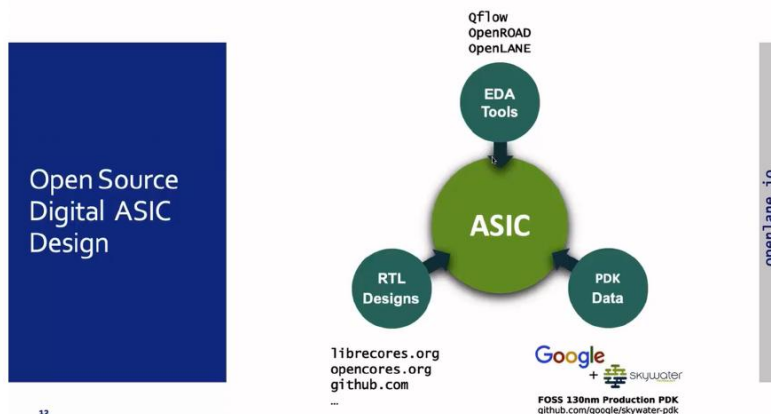 Open Source
Digital ASIC
Design
Qflow
OpenROAD
OpenLANE
EDA
Tools
ASIC
RTL
Designs
PDK
Data
librecores.org
opencores.org
github.com
…
Google
+ skywater
FOSS 130nm Production PDK
github.com/google/skywater-pdk
openlane.io
12